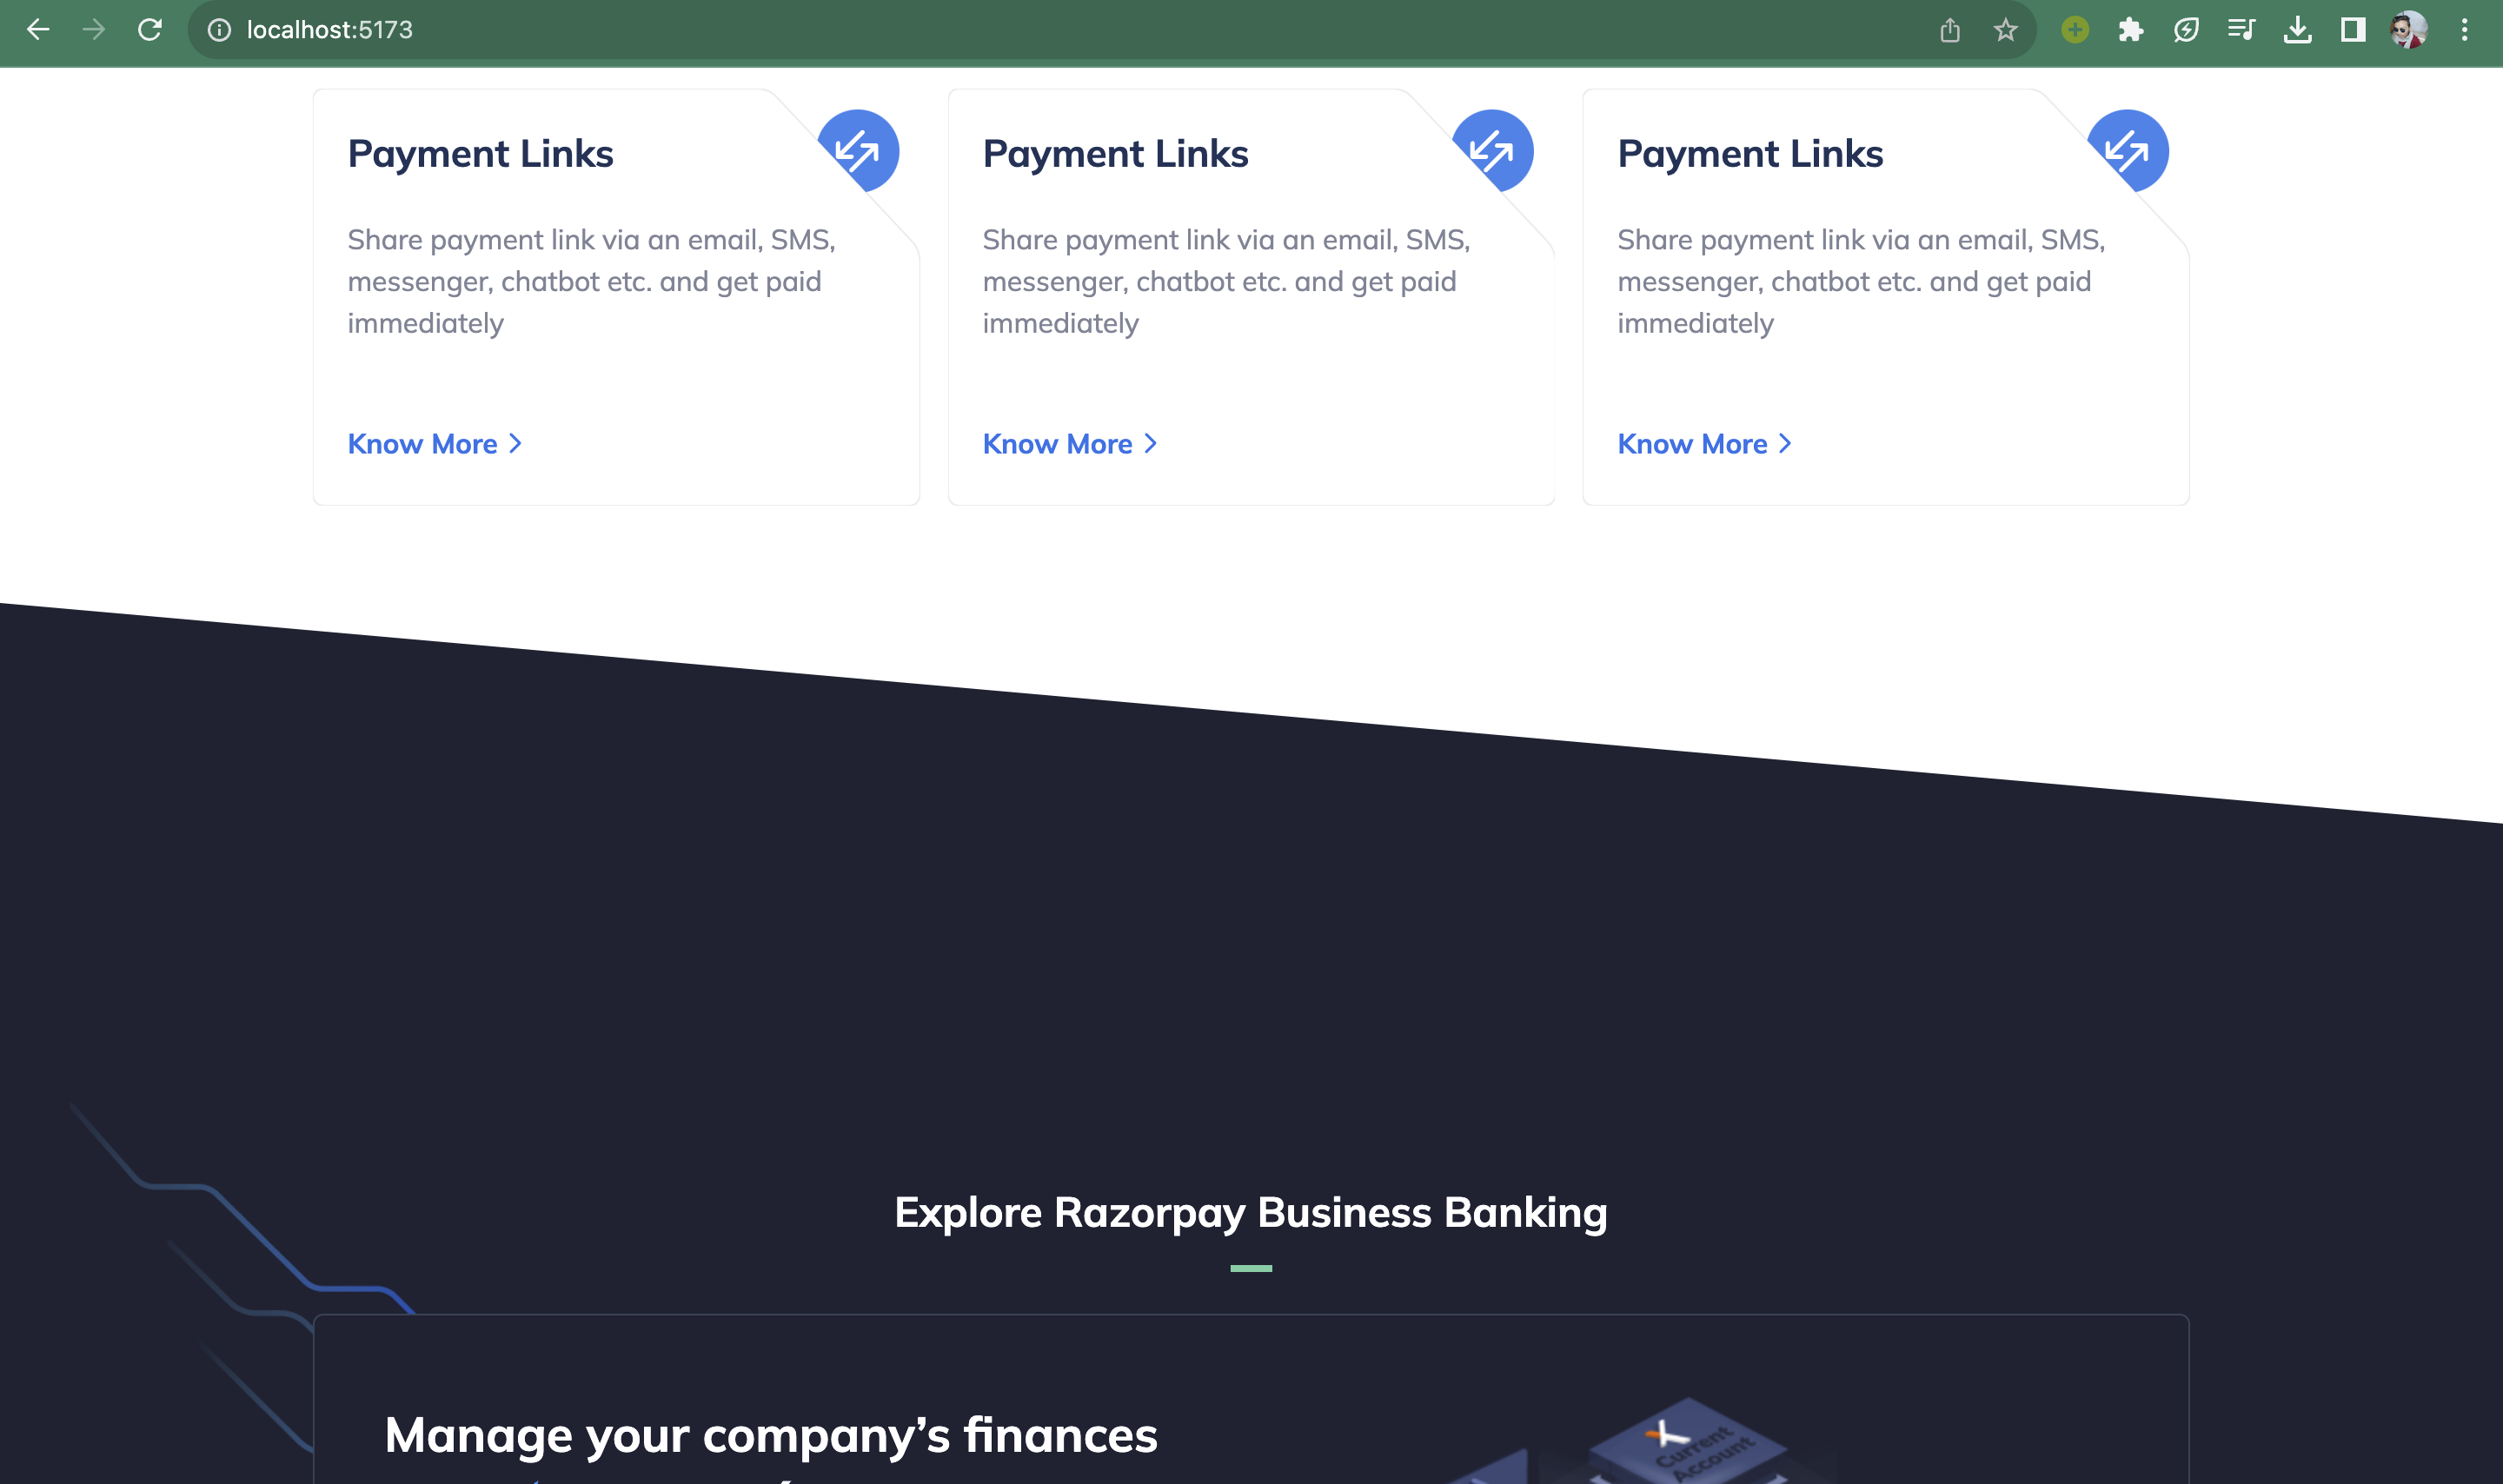 localhost:5173
Payment Links
Share payment link via an email, SMS,
messenger, chatbot etc. and get paid
immediately
Know More
Payment Links
Share payment link via an email, SMS,
messenger, chatbot etc. and get paid
immediately
Know More
Payment Links
Share payment link via an email, SMS,
messenger, chatbot etc. and get paid
immediately
Know More
Explore Razorpay Business Banking
Manage your company’s finances
Current
Account